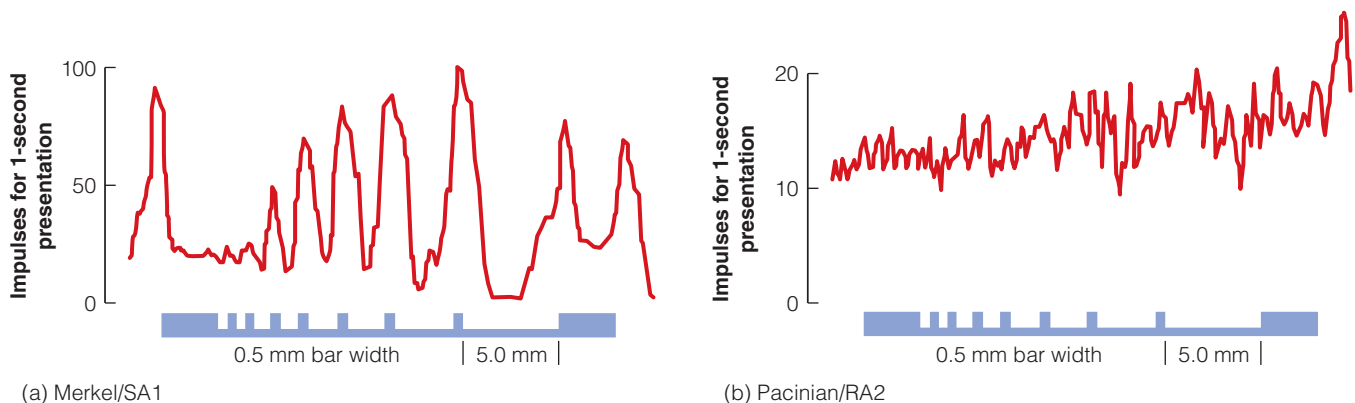 Impulses for 1-second
presentation
100
50
0
0.5 mm bar width
5.0 mm
(a) Merkel/SA1
Impulses for 1-second
presentation
20
10
0
0.5 mm bar width
5.0 mm
(b) Pacinian/RA2